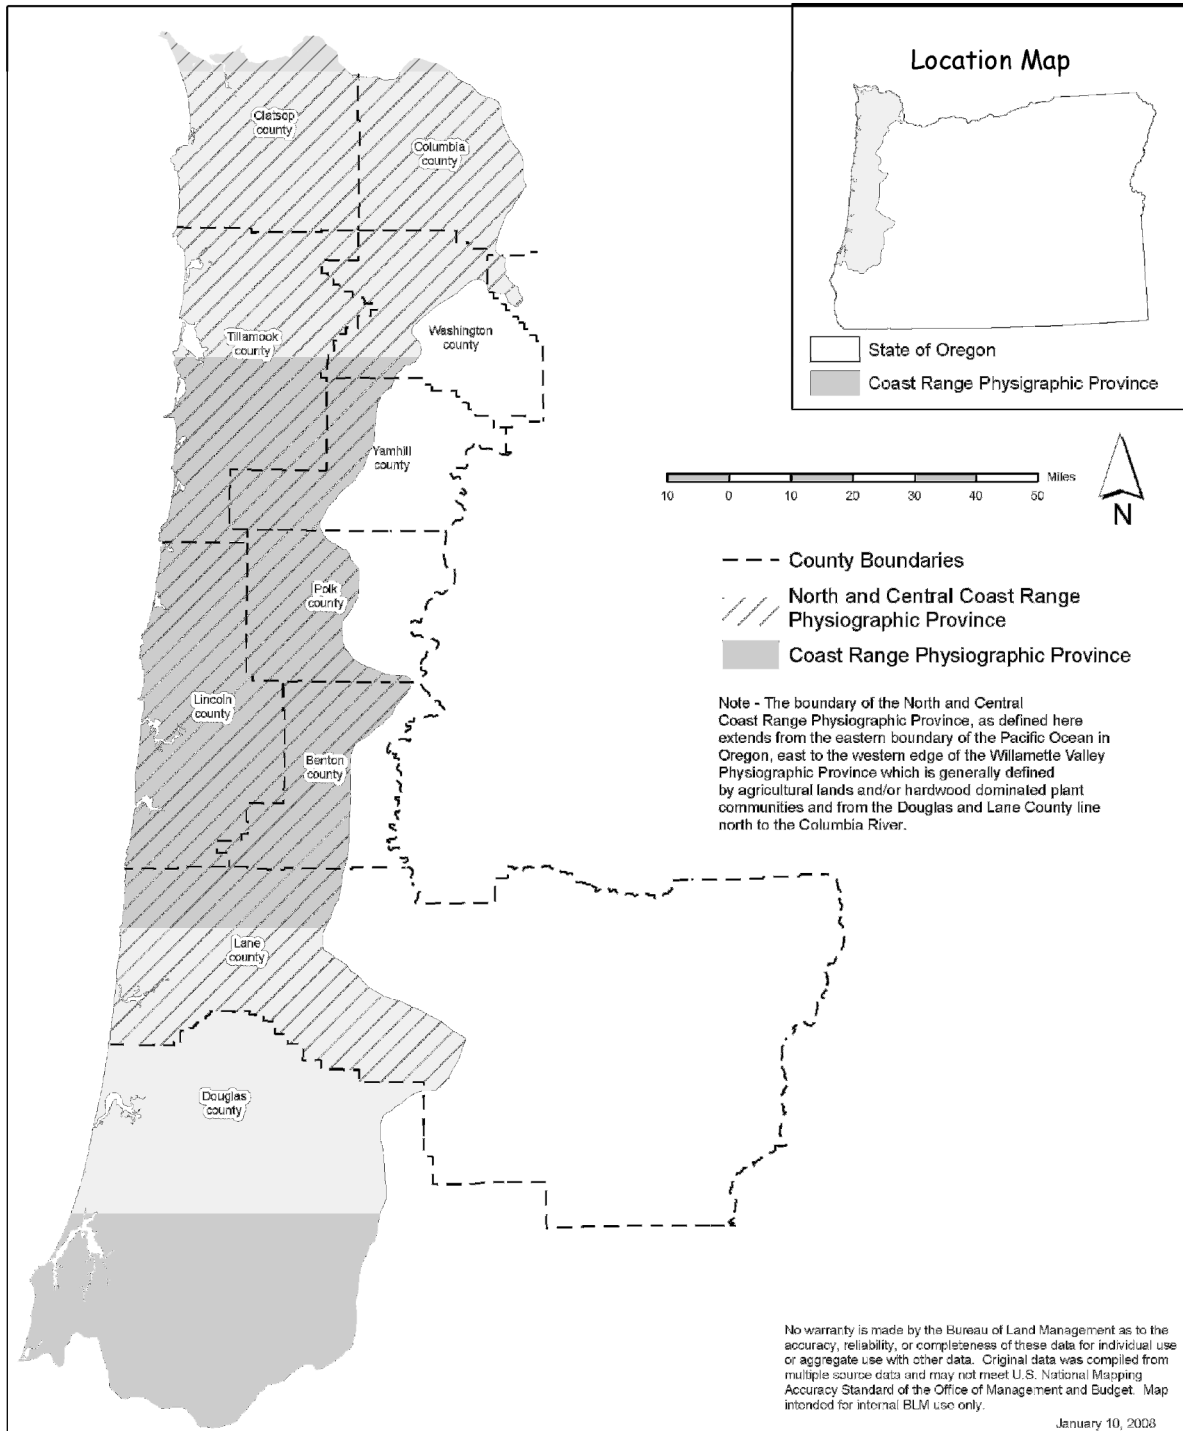 Location Map
State of Oregon
Coast Range Physigraphic Province
Clatsop
county
Columbia
county
Tillamook
county
Washington
county
Yamhill
county
Polk
county
Lincoln
county
Benton
county
Lane
county
Douglas
county
10 0 10 20 30 40 50 Miles
N
County Boundaries
North and Central Coast Range
Physiographic Province
Coast Range Physiographic Province
Note - The boundary of the North and Central
Coast Range Physiographic Province, as defined here
extends from the eastern boundary of the Pacific Ocean in
Oregon, east to the western edge of the Willamette Valley
Physiographic Province which is generally defined
by agricultural lands and/or hardwood dominated plant
communities and from the Douglas and Lane County line
north to the Columbia River.
No warranty is made by the Bureau of Land Management as to the
accuracy, reliability, or completeness of these data for individual use
or aggregate use with other data. Original data was compiled from
multiple source data and may not meet U.S. National Mapping
Accuracy Standard of the Office of Management and Budget. Map
intended for internal BLM use only.
January 10, 2008